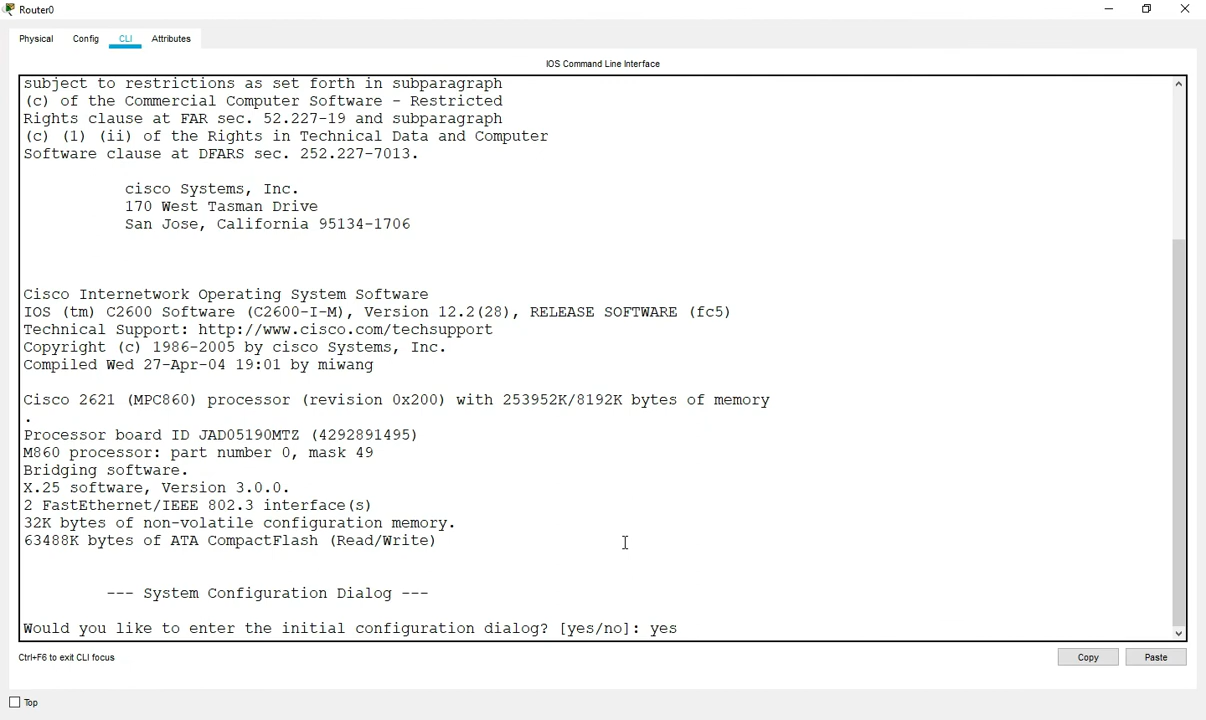 Router0
Physical Config CLI Attributes
IOS Command Line Interface
subject to restrictions as set forth in subparagraph
(c) of the Commercial Computer Software - Restricted
Rights clause at FAR sec. 52.227-19 and subparagraph
(c) (1) (ii) of the Rights in Technical Data and Computer
Software clause at DFARS sec. 252.227-7013.
cisco Systems, Inc.
170 West Tasman Drive
San Jose, California 95134-1706
Cisco Internetwork Operating System Software
IOS (tm) C2600 Software (C2600-I-M), Version 12.2(28), RELEASE SOFTWARE (fc5)
Technical Support: http://www.cisco.com/techsupport
Copyright (c) 1986-2005 by cisco Systems, Inc.
Compiled Wed 27-Apr-04 19:01 by miwang
Cisco 2621 (MPC860) processor (revision 0x200) with 253952K/8192K bytes of memory
.
Processor board ID JAD05190MTZ (4292891495)
M860 processor: part number 0, mask 49
Bridging software.
X.25 software, Version 3.0.0.
2 FastEthernet/IEEE 802.3 interface(s)
32K bytes of non-volatile configuration memory.
63488K bytes of ATA CompactFlash (Read/Write)
--- System Configuration Dialog ---
Would you like to enter the initial configuration dialog? [yes/no]: yes
Ctrl+F6 to exit CLI focus
Copy Paste
Top